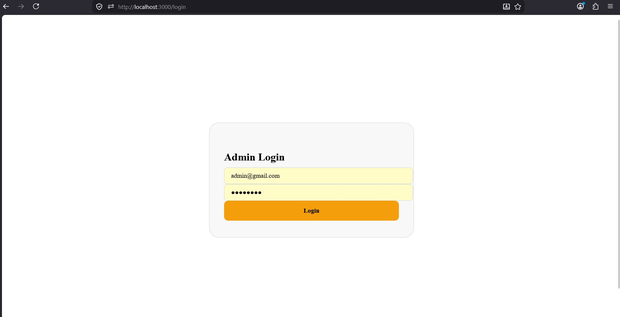 http://localhost:3000/login
Admin Login
admin@gmail.com
●●●●●●●●
Login